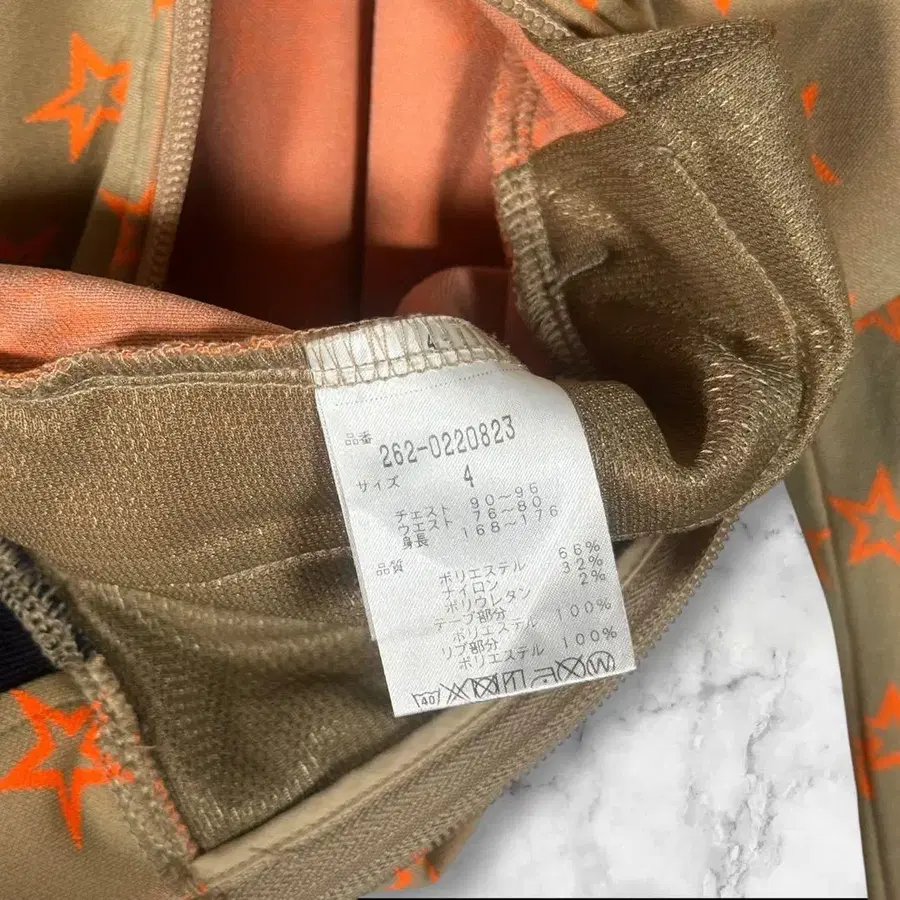 4
品番
262-0220823
サイズ 4
チェスト 90～96
ウエスト 76～80
身長 168～176
品質
ポリエステル 66%
ナイロン 32%
ポリウレタン 2%
テープ部分
ポリエステル 100%
リブ部分
ポリエステル 100%
40 W